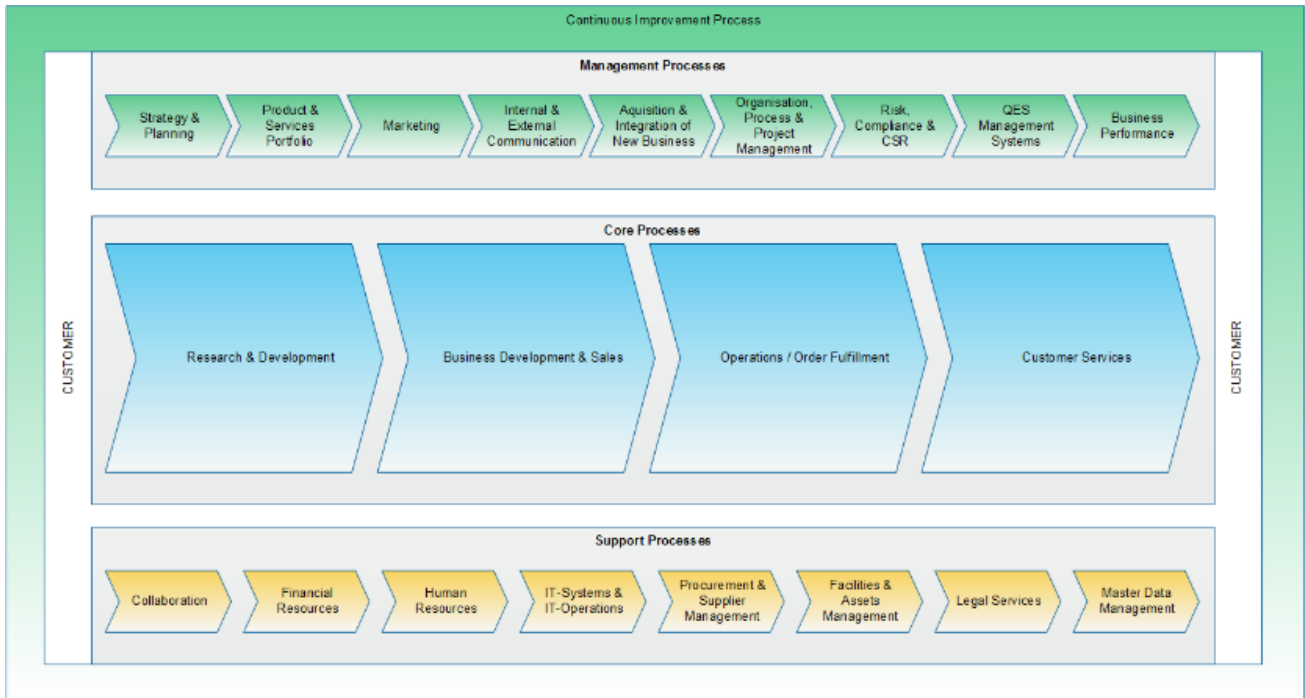 Continuous Improvement Process
Management Processes
Strategy &
Planning
Product &
Services
Portfolio
Marketing
Internal &
External
Communication
Aquisition &
Integration of
New Business
Organisation,
Process &
Project
Management
Risk,
Compliance &
CSR
QES
Management
Systems
Business
Performance
CUSTOMER
Core Processes
Research & Development
Business Development & Sales
Operations / Order Fulfillment
Customer Services
CUSTOMER
Support Processes
Collaboration
Financial
Resources
Human
Resources
IT-Systems &
IT-Operations
Procurement &
Supplier
Management
Facilities &
Assets
Management
Legal Services
Master Data
Management